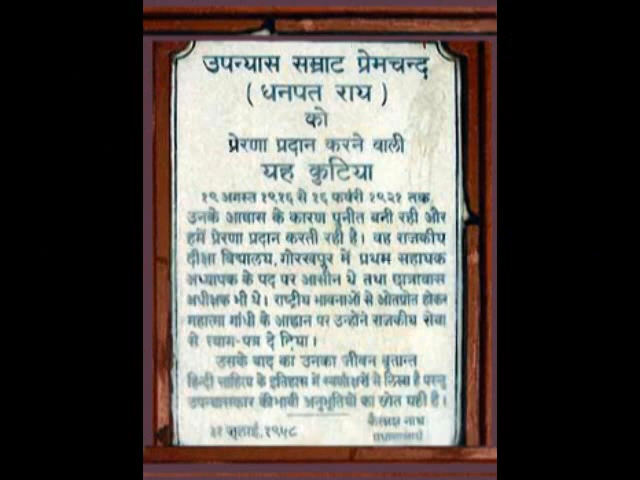 उपन्यास सम्राट प्रेमचन्द
(धनपत राय)
को
प्रेरणा प्रदान करने वाली
यह कुटिया
१९ अगस्त १९१६ से १६ फर्वरी १९२१ तक
उनके आवास के कारण पुनीत बनी रही और
हमें प्रेरणा प्रदान करती रही है। वह राजकीय
दीक्षा विद्यालय, गोरखपुर में प्रथम सहायक
अध्यापक के पद पर आसीन थे तथा छात्रावास
अधीक्षक भी थे। राष्ट्रीय भावनाओं से ओतप्रोत होकर
महात्मा गांधी के आह्वान पर उन्होंने राजकीय सेवा
से त्याग-पत्र दे दिया।
उसके बाद का उनका जीवन वृतान्त
हिन्दी साहित्य के इतिहास में स्वर्णाक्षरों से लिखा है परन्तु
उपन्यासकार की भावी अनुभूतियों का स्रोत यही है।
जुलाई, १९५८
नाथ